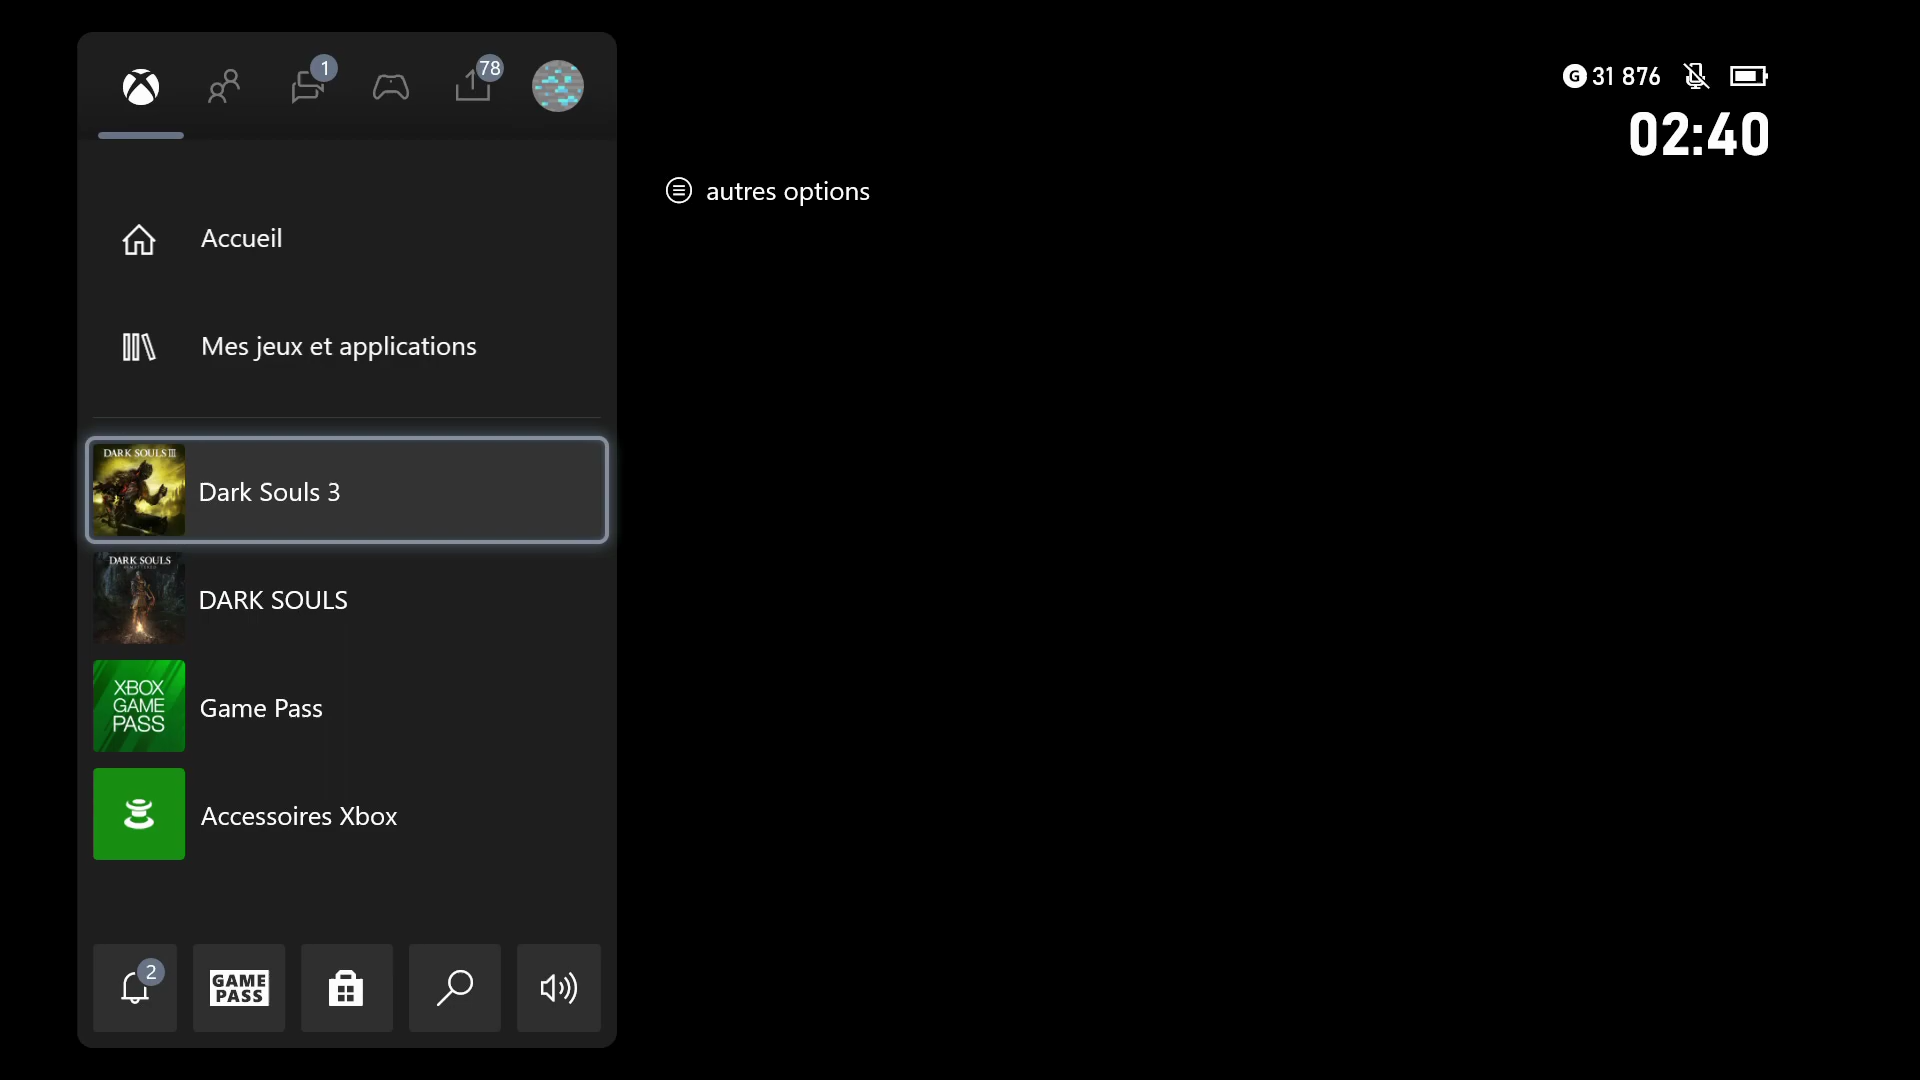 1
78
G 31 876
02:40
autres options
Accueil
Mes jeux et applications
DARK SOULS III
Dark Souls 3
DARK SOULS
REMASTERED
DARK SOULS
XBOX
GAME
PASS
Game Pass
Accessoires Xbox
2
GAME
PASS